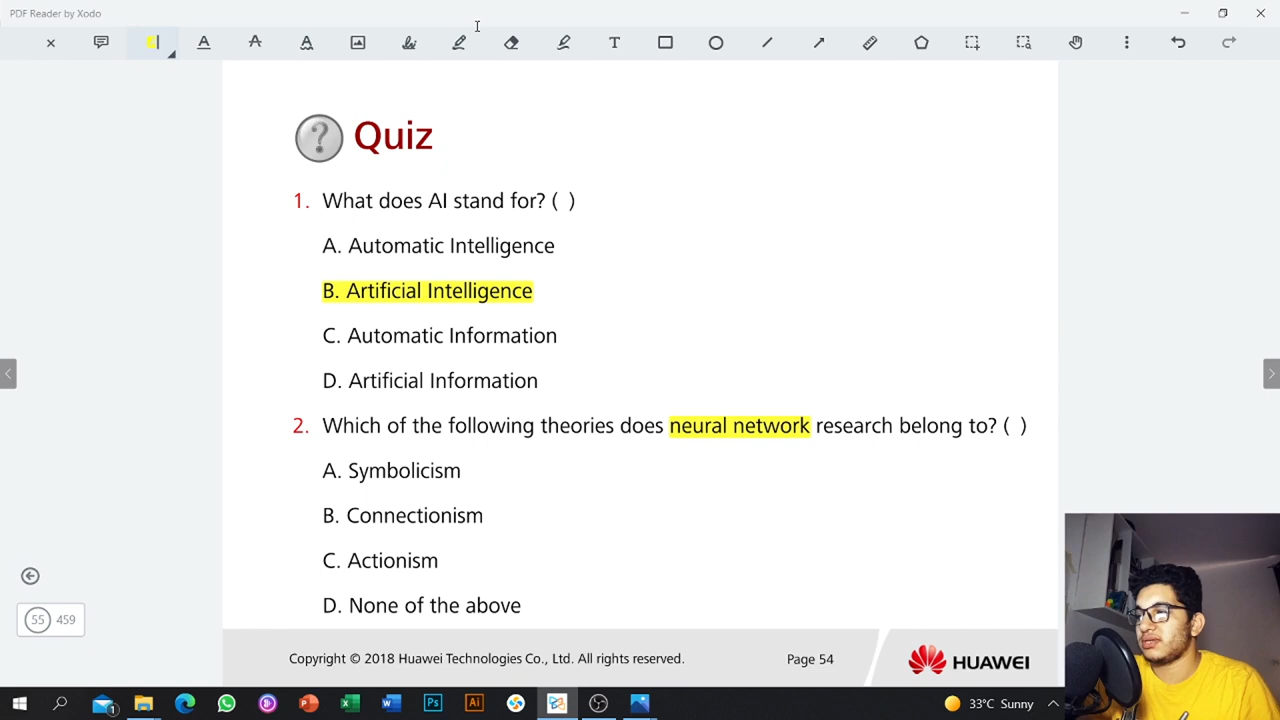 PDF Reader by Xodo
Quiz
1. What does AI stand for? ( )
A. Automatic Intelligence
B. Artificial Intelligence
C. Automatic Information
D. Artificial Information
2. Which of the following theories does neural network research belong to? ( )
A. Symbolicism
B. Connectionism
C. Actionism
D. None of the above
55 459
Copyright © 2018 Huawei Technologies Co., Ltd. All rights reserved.
Page 54
HUAWEI
33°C Sunny